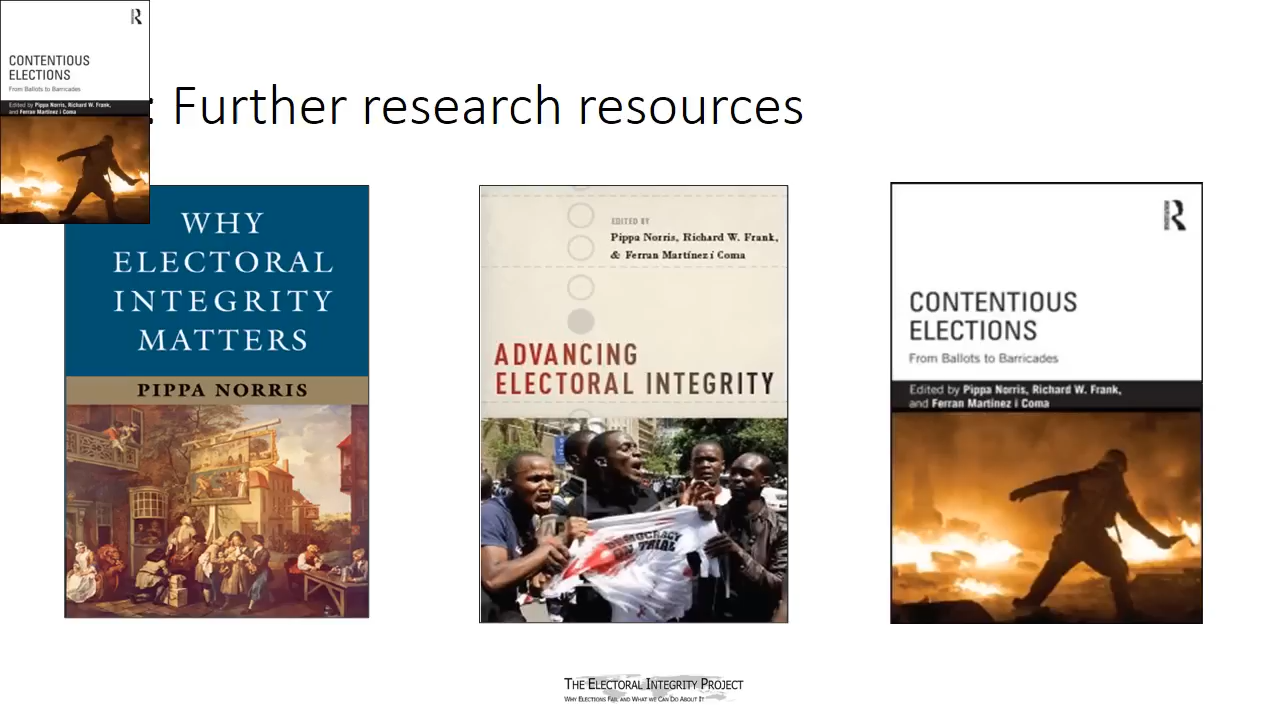 R
CONTENTIOUS
ELECTIONS
From Ballots to Barricades
Edited by Pippa Norris, Richard W. Frank,
and Ferran Martínez i Coma
: Further research resources
WHY
ELECTORAL
INTEGRITY
MATTERS
PIPPA NORRIS
EDITED BY
Pippa Norris, Richard W. Frank,
& Ferran Martínez i Coma
ADVANCING
ELECTORAL INTEGRITY
DEMOCRACY
ON TRIAL
R
CONTENTIOUS
ELECTIONS
From Ballots to Barricades
Edited by Pippa Norris, Richard W. Frank,
and Ferran Martínez i Coma
THE ELECTORAL INTEGRITY PROJECT
WHY ELECTIONS FAIL AND WHAT WE CAN DO ABOUT IT